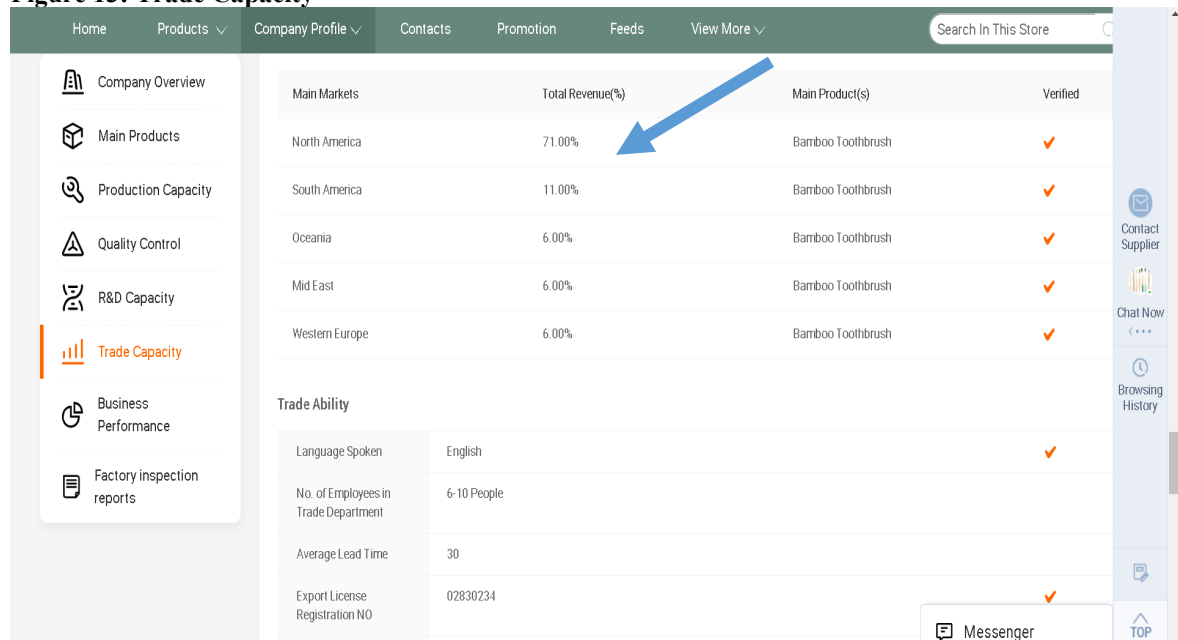 Figure 13: Trade Capacity
Home Products Company Profile Contacts Promotion Feeds View More Search In This Store
Company Overview
Main Products
Production Capacity
Quality Control
R&D Capacity
Trade Capacity
Business
Performance
Factory inspection
reports
Main Markets Total Revenue(%) Main Product(s) Verified
North America 71.00% Bamboo Toothbrush
South America 11.00% Bamboo Toothbrush
Oceania 6.00% Bamboo Toothbrush
Mid East 6.00% Bamboo Toothbrush
Western Europe 6.00% Bamboo Toothbrush
Trade Ability
Language Spoken English
No. of Employees in
Trade Department 6-10 People
Average Lead Time 30
Export License
Registration NO 02830234
Contact
Supplier
Chat Now
Browsing
History
Messenger
TOP